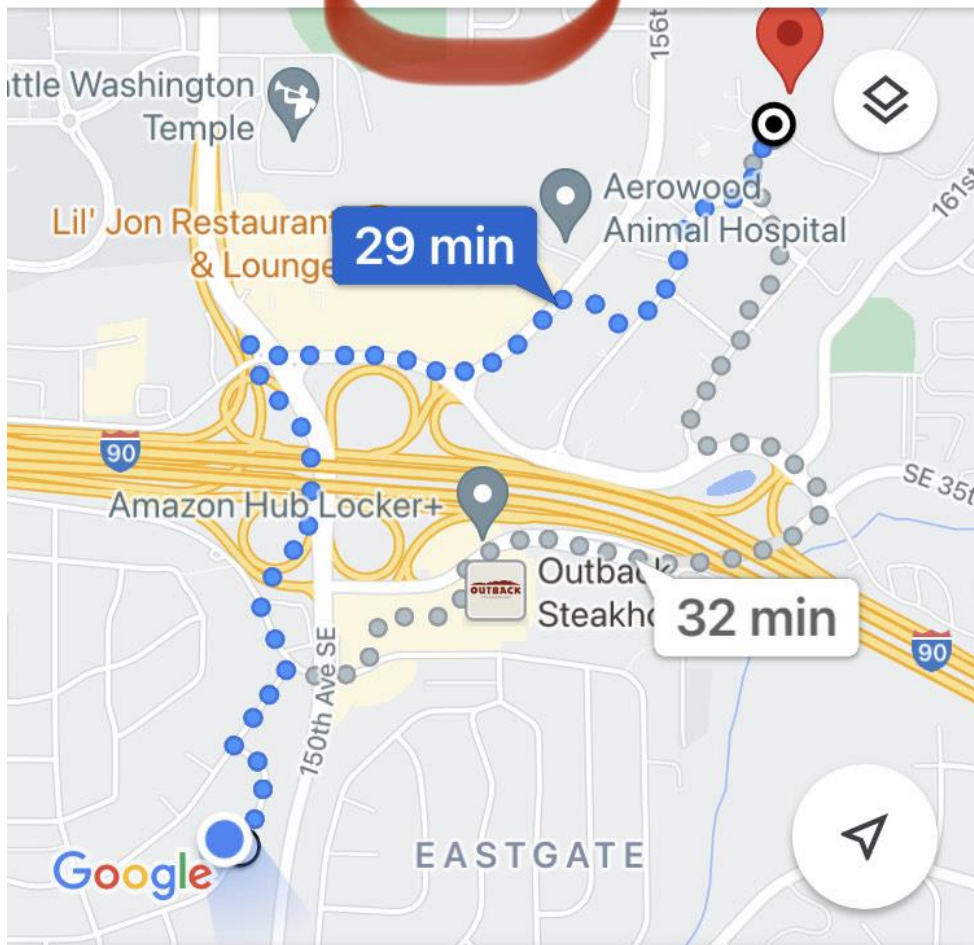 156th
ttle Washington
Temple
Aerowood
Animal Hospital
161st
Lil' Jon Restaurant
& Lounge
29 min
90
Amazon Hub Locker+
SE 35t
OUTBACK
Outback
Steakho
32 min
90
150th Ave SE
EASTGATE
Google